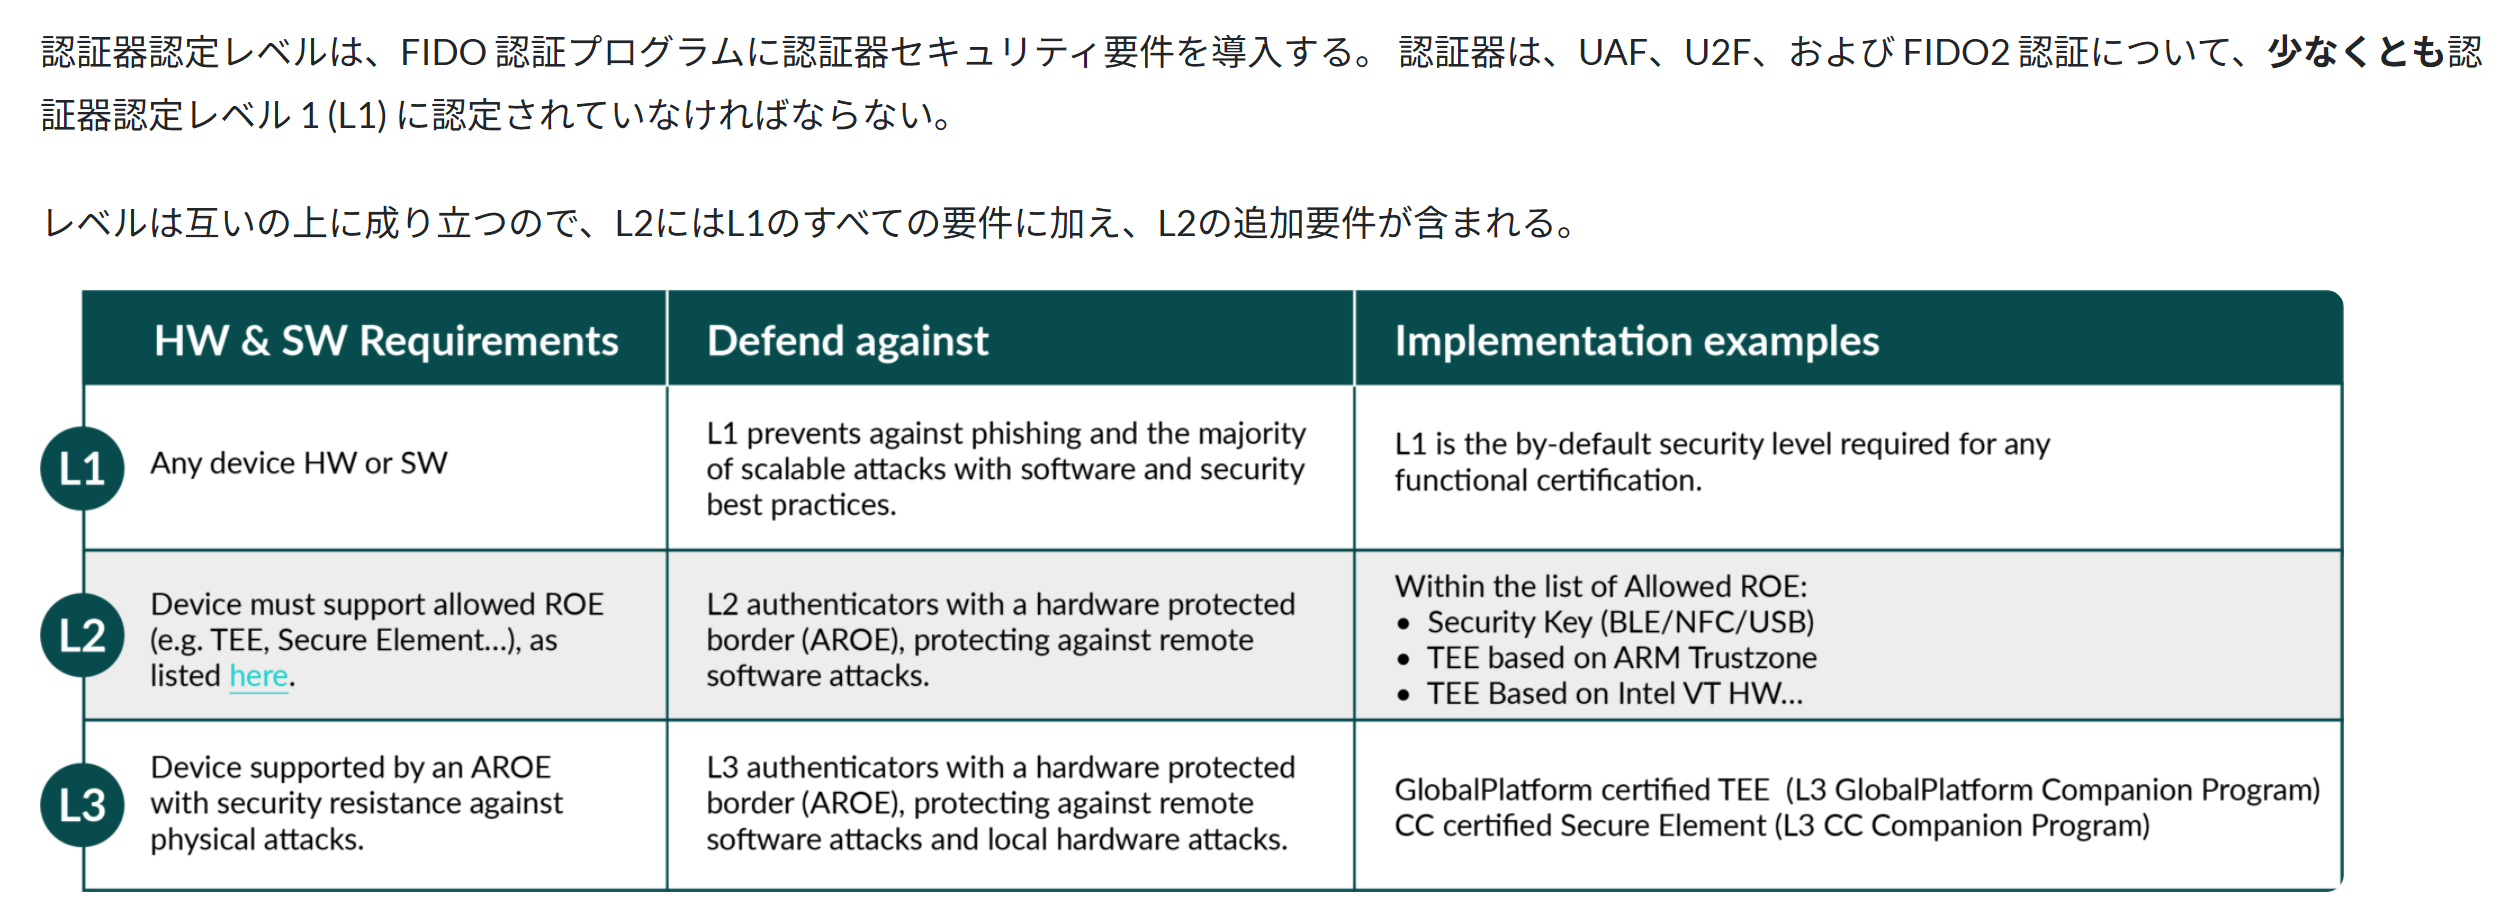 認証器認定レベルは、FIDO 認証プログラムに認証器セキュリティ要件を導入する。 認証器は、UAF、U2F、および FIDO2 認証について、少なくとも認
証器認定レベル 1 (L1) に認定されていなければならない。
レベルは互いの上に成り立つので、L2にはL1のすべての要件に加え、L2の追加要件が含まれる。
HW & SW Requirements
Defend against
Implementation examples
L1
Any device HW or SW
L1 prevents against phishing and the majority
of scalable attacks with software and security
best practices.
L1 is the by-default security level required for any
functional certification.
L2
Device must support allowed ROE
(e.g. TEE, Secure Element...), as
listed here.
L2 authenticators with a hardware protected
border (AROE), protecting against remote
software attacks.
Within the list of Allowed ROE:
• Security Key (BLE/NFC/USB)
• TEE based on ARM Trustzone
• TEE Based on Intel VT HW...
L3
Device supported by an AROE
with security resistance against
physical attacks.
L3 authenticators with a hardware protected
border (AROE), protecting against remote
software attacks and local hardware attacks.
GlobalPlatform certified TEE  (L3 GlobalPlatform Companion Program)
CC certified Secure Element (L3 CC Companion Program)